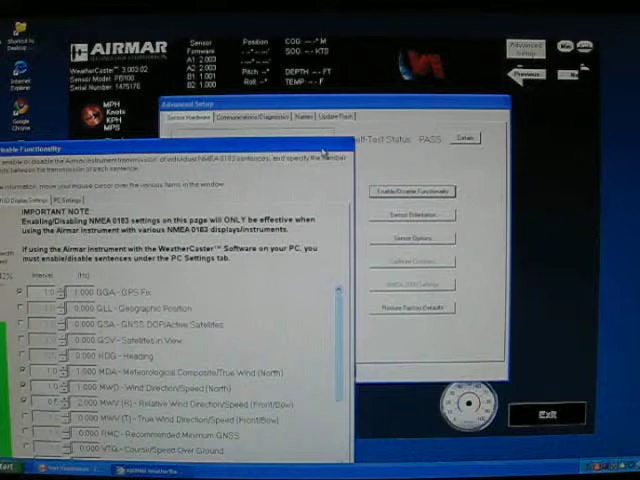 Shortcut to
Desktop
Internet
Explorer
Google
Chrome
AIRMAR
WeatherCaster 3.003.02
Sensor Model PB100
Serial Number 1475176
Sensor
Firmware
A1 2.003
A2 2.003
B1 1.001
B2 1.000
Position
Pitch
Roll
COG --.-° M
SOG --.- KTS
DEPTH --.- FT
TEMP --.- F
Advanced
Setup
Previous
MPH
Knots
KPH
MPS
Advanced Setup
Sensor Hardware
Communications/Diagnostics
Names
Update Flash
Self-Test Status: PASS
Details
Enable/Disable Functionality
Sensor Orientation
Sensor Options
NMEA 2000 Settings
Restore Factory Defaults
Disable Functionality
enable or disable the Airmar instrument transmission of individual NMEA 0183 sentences, and specify the number
between the transmission of each sentence.
information, move your mouse cursor over the various items in the window.
Display Settings
PC Settings
IMPORTANT NOTE:
Enabling/Disabling NMEA 0183 settings on this page will ONLY be effective when
using the Airmar instrument with various NMEA 0183 displays/instruments.
If using the Airmar instrument with the WeatherCaster™ Software on your PC, you
must enable/disable sentences under the PC Settings tab.
Interval (Hz)
1.0 1.000 GGA - GPS Fix
0.000 GLL - Geographic Position
0.000 GSA - GNSS DOP/Active Satellites
0.000 GSV - Satellites in View
0.000 HDG - Heading
1.0 1.000 MDA - Meteorological Composite/True Wind (North)
1.0 1.000 MWD - Wind Direction/Speed (North)
0.5 2.000 MWV (R) - Relative Wind Direction/Speed (Front/Bow)
0.000 MWV (T) - True Wind Direction/Speed (Front/Bow)
0.000 RMC - Recommended Minimum GNSS
0.000 VTG - Course/Speed Over Ground
Exit